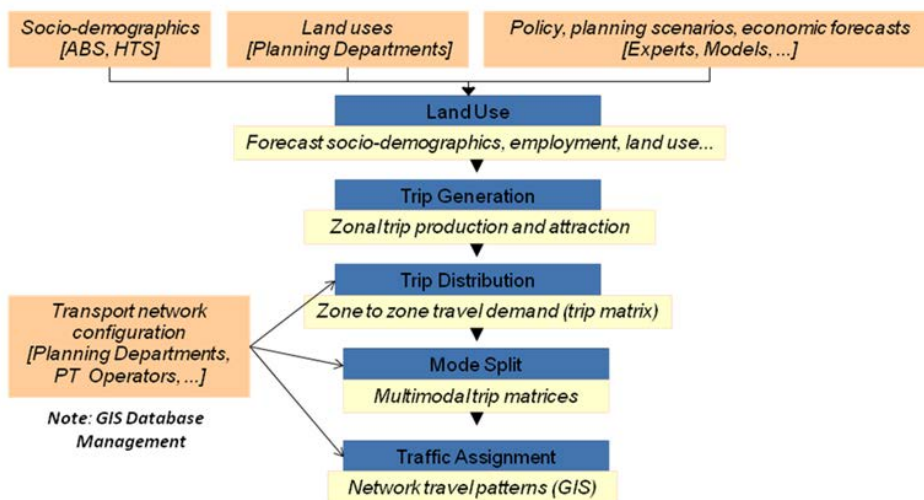 Socio-demographics
[ABS, HTS]
Land uses
[Planning Departments]
Policy, planning scenarios, economic forecasts
[Experts, Models, ...]
Land Use
Forecast socio-demographics, employment, land use...
Trip Generation
Zonal trip production and attraction
Trip Distribution
Zone to zone travel demand (trip matrix)
Transport network
configuration
[Planning Departments,
PT Operators, ...]
Note: GIS Database
Management
Mode Split
Multimodal trip matrices
Traffic Assignment
Network travel patterns (GIS)